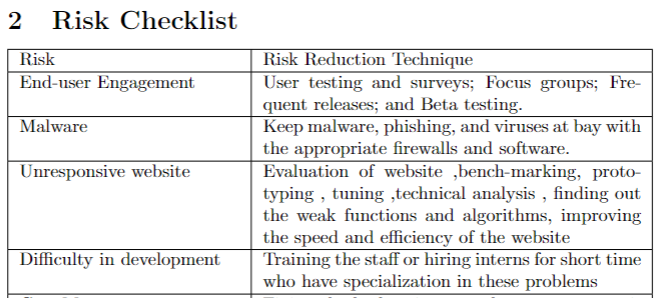 2 Risk Checklist
Risk Risk Reduction Technique
End-user Engagement User testing and surveys; Focus groups; Fre-
quent releases; and Beta testing.
Malware Keep malware, phishing, and viruses at bay with
the appropriate firewalls and software.
Unresponsive website Evaluation of website ,bench-marking, proto-
typing , tuning ,technical analysis , finding out
the weak functions and algorithms, improving
the speed and efficiency of the website
Difficulty in development Training the staff or hiring interns for short time
who have specialization in these problems